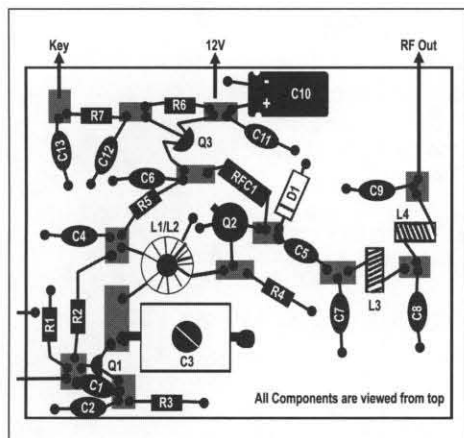 Key 12V RF Out
- + C10
R7 R6
Q3 C11
C13 C12
C6 RFC1 D1 C9
R5
L1/L2 Q2 L4
C4 C5
R4 L3
R1 R2 C7 C8
C3
Q1
C1
C2 R3
All Components are viewed from top